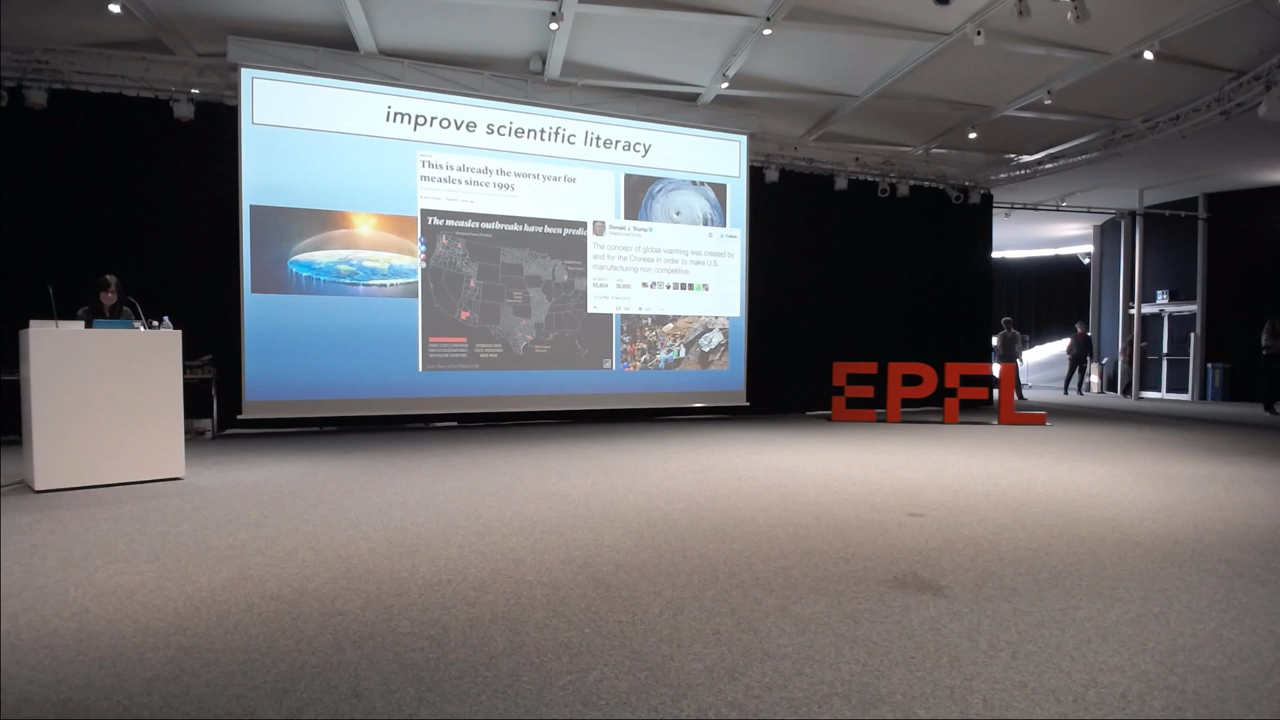 improve scientific literacy
This is already the worst year for
measles since 1995
The measles outbreaks have been predic
Donald J. Trump
The concept of global warming was created by
and for the Chinese in order to make U.S.
manufacturing non-competitive.
EPFL